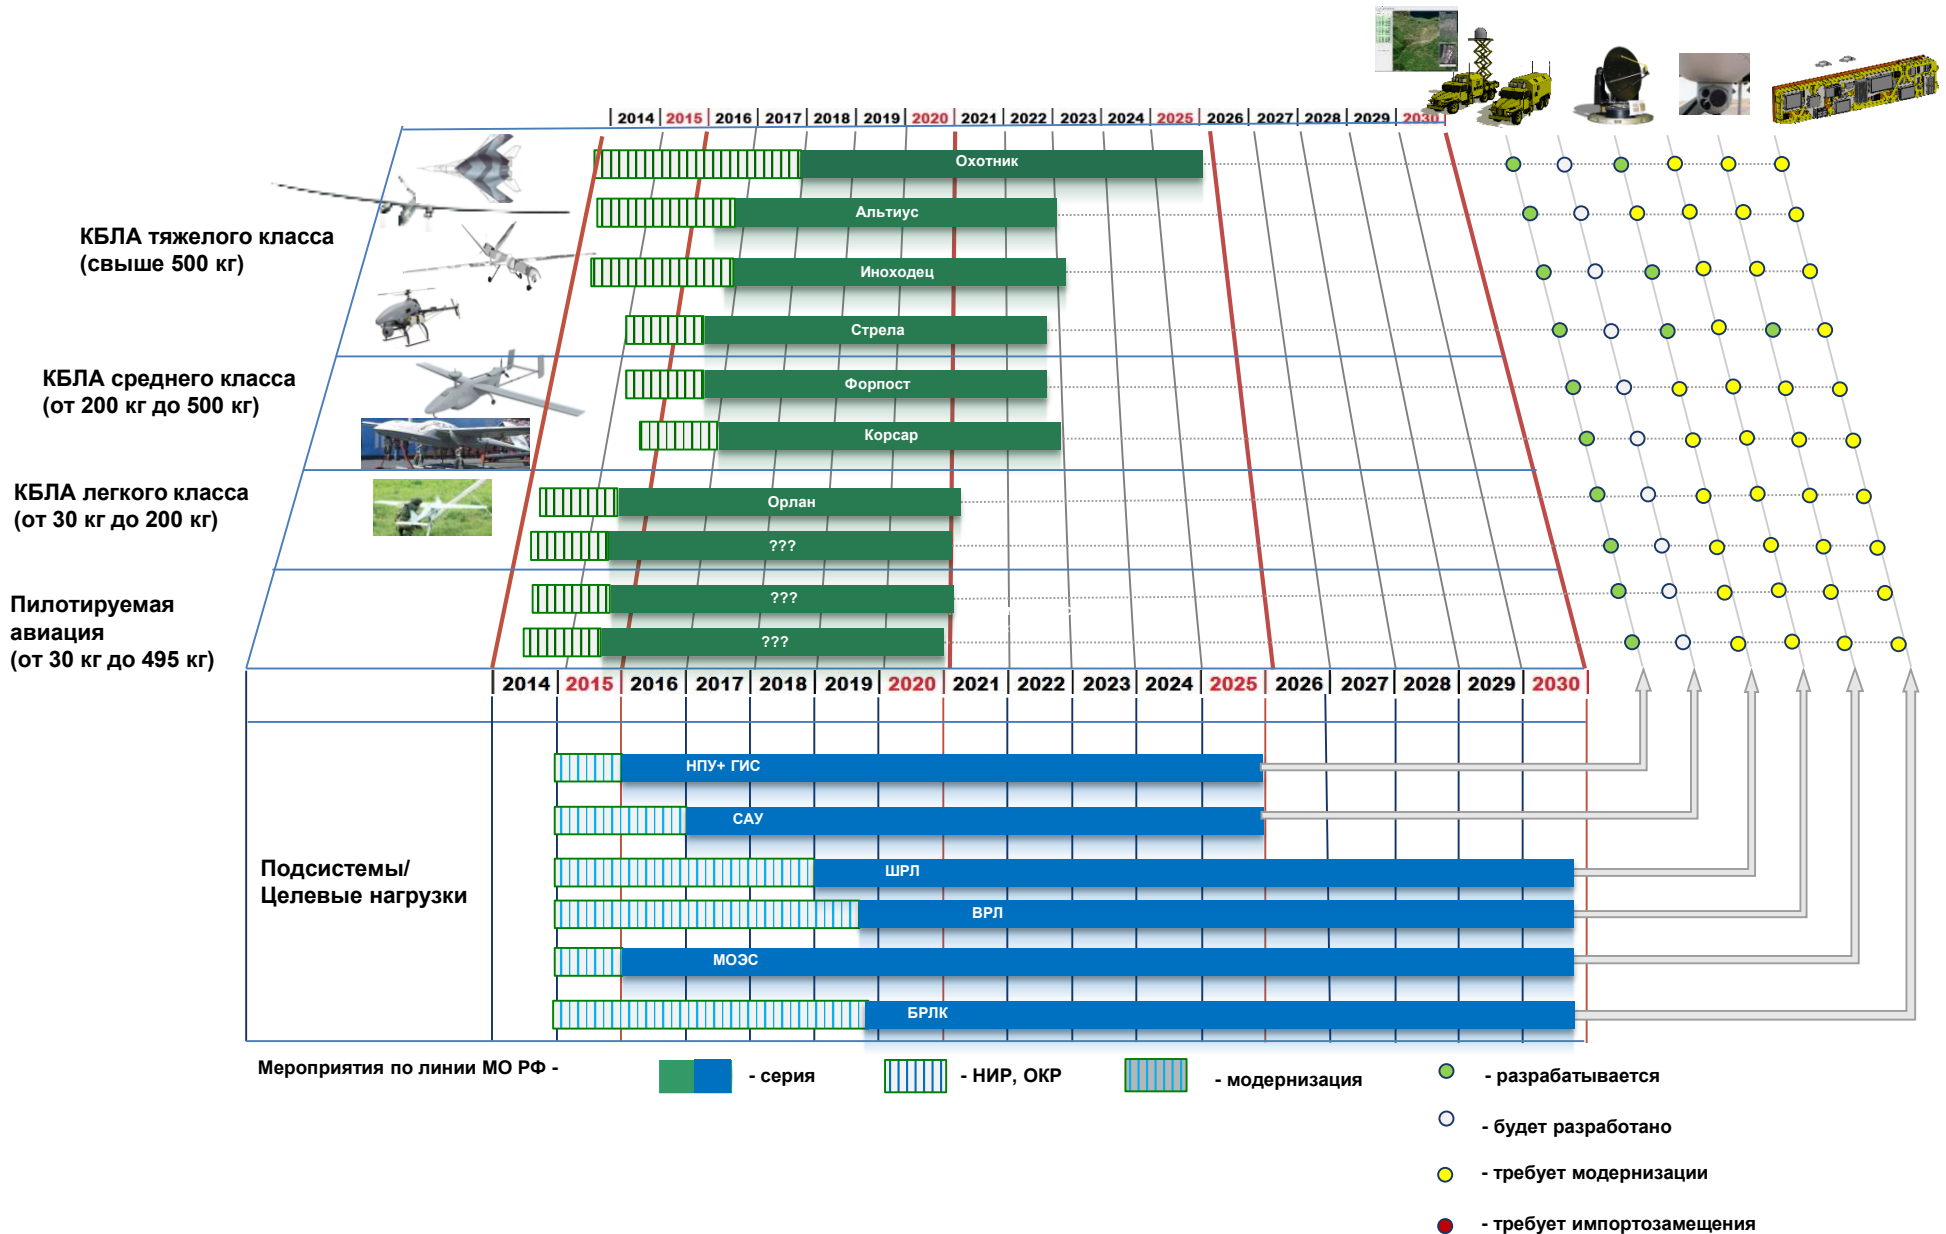 2014 2015 2016 2017 2018 2019 2020 2021 2022 2023 2024 2025 2026 2027 2028 2029 2030
Охотник
Альтиус
КБЛА тяжелого класса
(свыше 500 кг)
Иноходец
Стрела
КБЛА среднего класса
(от 200 кг до 500 кг)
Форпост
Корсар
КБЛА легкого класса
(от 30 кг до 200 кг)
Орлан
???
Пилотируемая
авиация
(от 30 кг до 495 кг)
???
???
2014 2015 2016 2017 2018 2019 2020 2021 2022 2023 2024 2025 2026 2027 2028 2029 2030
Подсистемы/
Целевые нагрузки
НПУ+ ГИС
САУ
ШРЛ
ВРЛ
МОЭС
БРЛК
Мероприятия по линии МО РФ -
- серия
- НИР, ОКР
- модернизация
- разрабатывается
- будет разработано
- требует модернизации
- требует импортозамещения